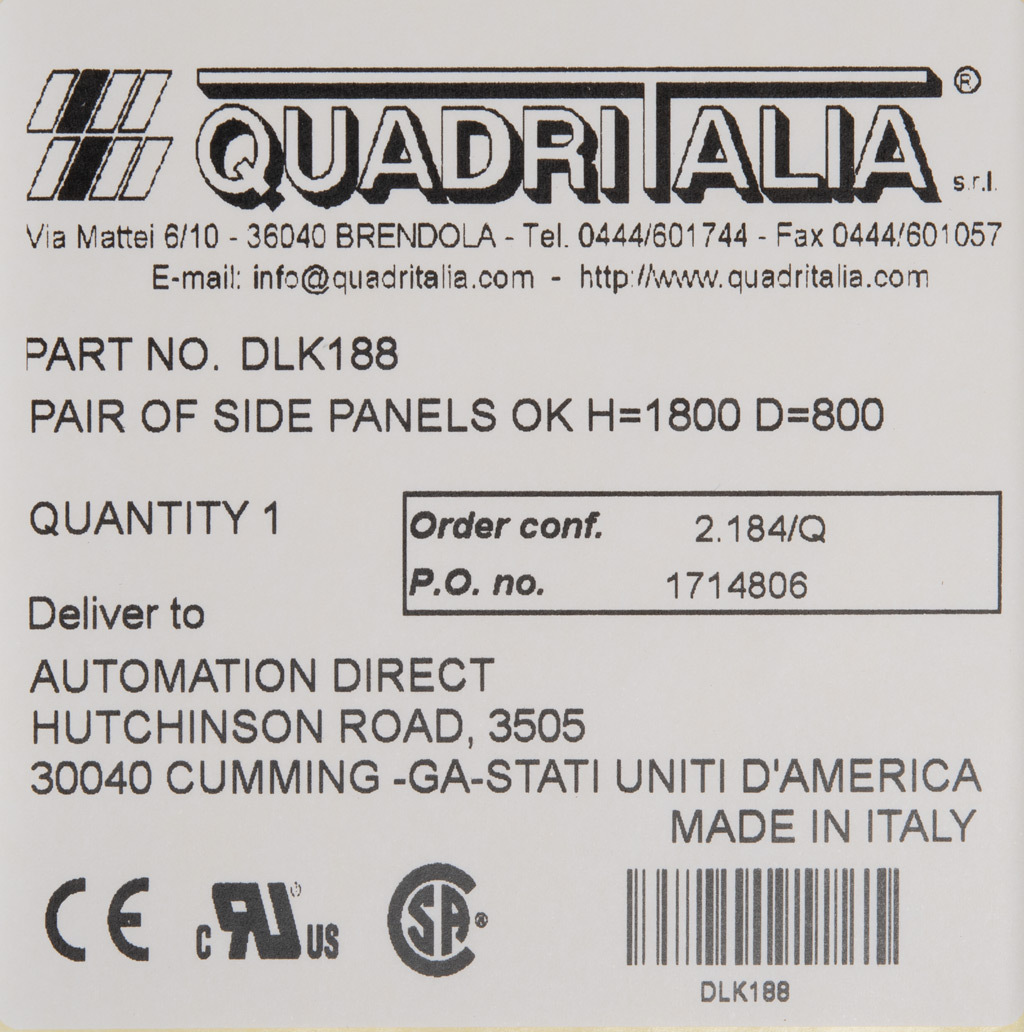 QUADRITALIA ® s.r.l.
Via Mattei 6/10 - 36040 BRENDOLA - Tel. 0444/601744 - Fax 0444/601057
E-mail: info@quadritalia.com - http://www.quadritalia.com
PART NO. DLK188
PAIR OF SIDE PANELS OK H=1800 D=800
QUANTITY 1
Order conf. 2.184/Q
P.O. no. 1714806
Deliver to
AUTOMATION DIRECT
HUTCHINSON ROAD, 3505
30040 CUMMING -GA-STATI UNITI D'AMERICA
MADE IN ITALY
CE c RU ® US SA ®
DLK188